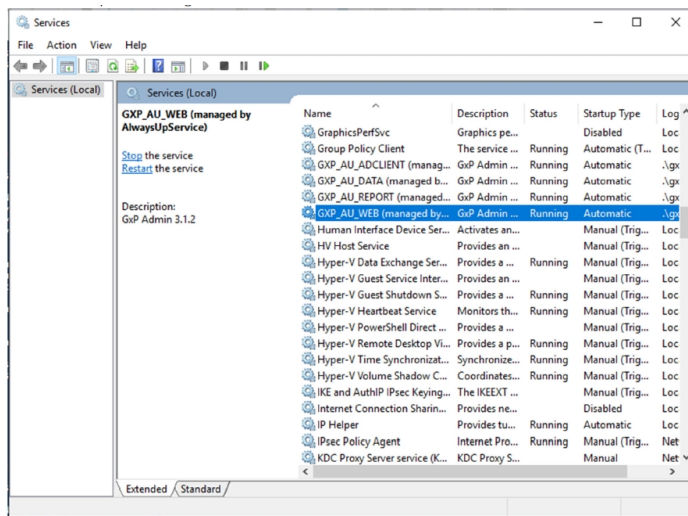 Services
File Action View Help
Services (Local)
Services (Local)
GXP_AU_WEB (managed by
AlwaysUpService)
Stop the service
Restart the service
Description:
GxP Admin 3.1.2
Name Description Status Startup Type Log
GraphicsPerfSvc Graphics pe... Disabled Loc
Group Policy Client The service ... Running Automatic (T... Loc
GXP_AU_ADCLIENT (manag... GxP Admin ... Running Automatic .\gx
GXP_AU_DATA (managed b... GxP Admin ... Running Automatic .\gx
GXP_AU_REPORT (managed... GxP Admin ... Running Automatic .\gx
GXP_AU_WEB (managed by... GxP Admin ... Running Automatic .\gx
Human Interface Device Ser... Activates an... Manual (Trig... Loc
HV Host Service Provides an ... Manual (Trig... Loc
Hyper-V Data Exchange Ser... Provides a ... Running Manual (Trig... Loc
Hyper-V Guest Service Inter... Provides an ... Manual (Trig... Loc
Hyper-V Guest Shutdown S... Provides a ... Running Manual (Trig... Loc
Hyper-V Heartbeat Service Monitors th... Running Manual (Trig... Loc
Hyper-V PowerShell Direct ... Provides a ... Manual (Trig... Loc
Hyper-V Remote Desktop Vi... Provides a p... Running Manual (Trig... Loc
Hyper-V Time Synchronizat... Synchronize... Running Manual (Trig... Loc
Hyper-V Volume Shadow C... Coordinates... Running Manual (Trig... Loc
IKE and AuthIP IPsec Keying... The IKEEXT ... Manual (Trig... Loc
Internet Connection Sharin... Provides ne... Disabled Loc
IP Helper Provides tu... Running Automatic Loc
IPsec Policy Agent Internet Pro... Running Manual (Trig... Net
KDC Proxy Server service (K... KDC Proxy S... Manual Net
Extended Standard